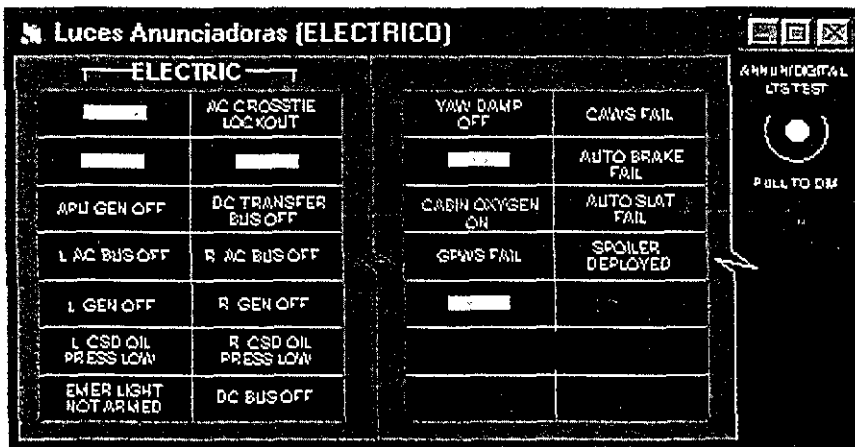 Luces Anunciadoras (ELECTRICO)
ELECTRIC
AC CROSSTIE
LOCKOUT
APU GEN OFF
DC TRANSFER
BUS OFF
L AC BUS OFF
R AC BUS OFF
L GEN OFF
R GEN OFF
L CSD OIL
PRESS LOW
R CSD OIL
PRESS LOW
EMER LIGHT
NOT ARMED
DC BUS OFF
YAW DAMP
OFF
CAWS FAIL
AUTO BRAKE
FAIL
CABIN OXYGEN
ON
AUTO SLAT
FAIL
GPWS FAIL
SPOILER
DEPLOYED
ANNUN/DIGITAL
LTS TEST
PULL TO DIM